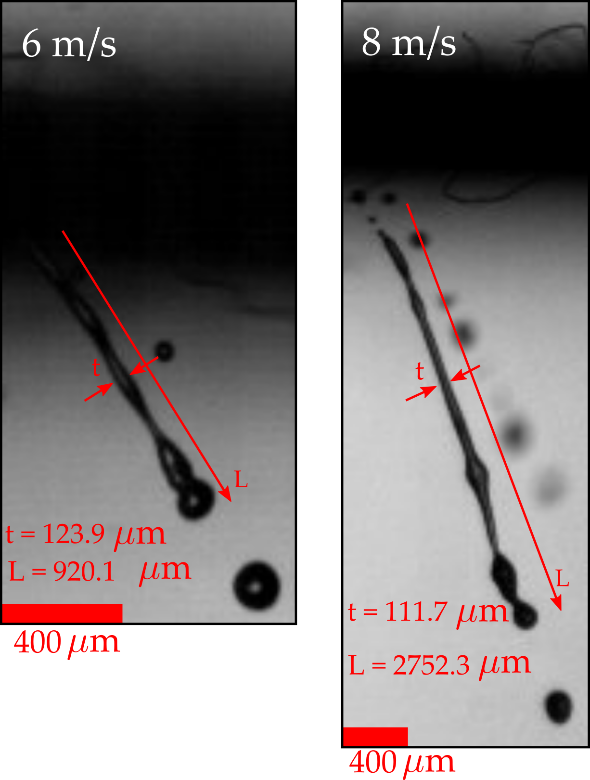 6 m/s
t
L
t = 123.9 µm
L = 920.1 µm
400 µm
8 m/s
t
L
t = 111.7 µm
L = 2752.3 µm
400 µm